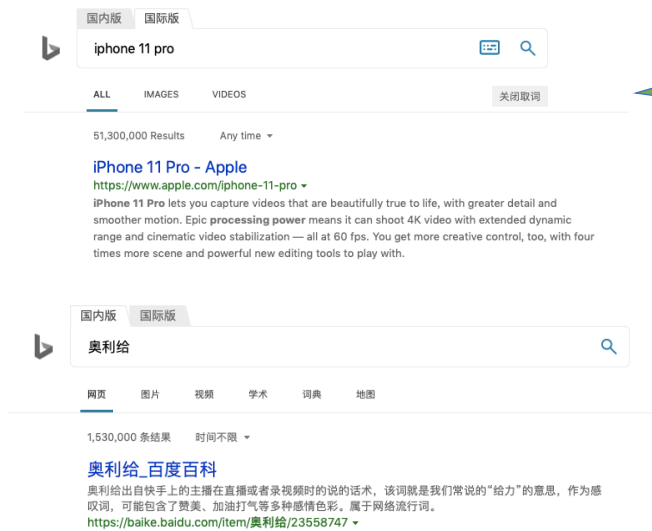 国内版 国际版
iphone 11 pro
ALL IMAGES VIDEOS 关闭取词
51,300,000 Results Any time
iPhone 11 Pro - Apple
https://www.apple.com/iphone-11-pro
iPhone 11 Pro lets you capture videos that are beautifully true to life, with greater detail and
smoother motion. Epic processing power means it can shoot 4K video with extended dynamic
range and cinematic video stabilization — all at 60 fps. You get more creative control, too, with four
times more scene and powerful new editing tools to play with.
国内版 国际版
奥利给
网页 图片 视频 学术 词典 地图
1,530,000 条结果 时间不限
奥利给_百度百科
奥利给出自快手上的主播在直播或者录视频时的说的话术，该词就是我们常说的“给力”的意思，作为感
叹词，可能包含了赞美、加油打气等多种感情色彩。属于网络流行词。
https://baike.baidu.com/item/奥利给/23558747